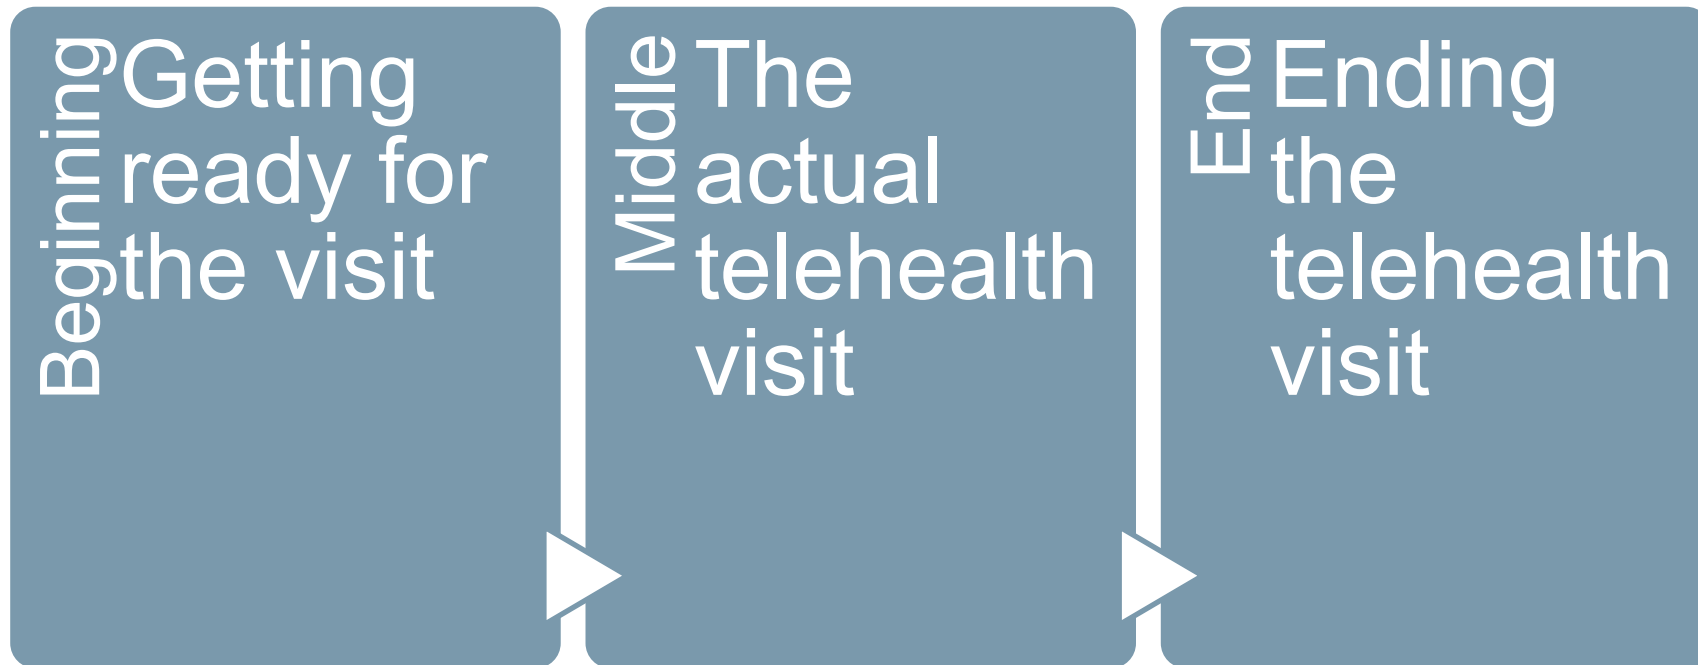 Beginning
Getting
ready for
the visit
Middle
The
actual
telehealth
visit
End
Ending
the
telehealth
visit